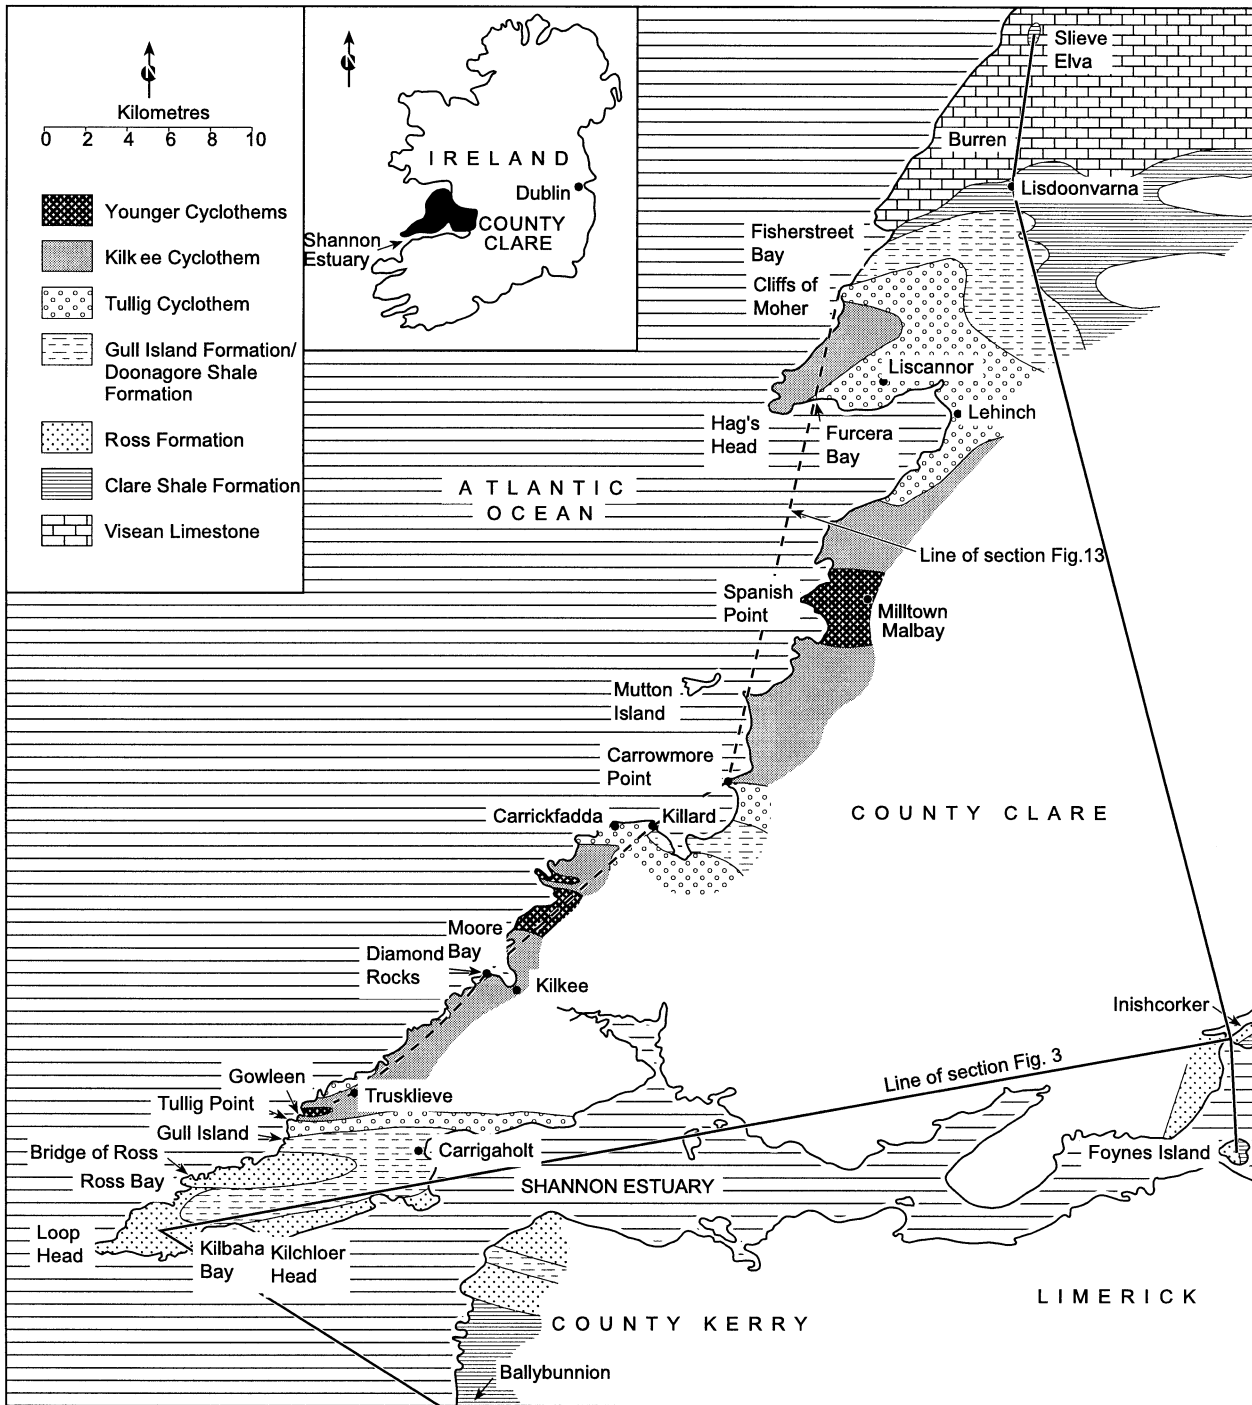 N
Kilometres
0 2 4 6 8 10
Younger Cyclothems
Kilkee Cyclothem
Tullig Cyclothem
Gull Island Formation/
Doonagore Shale
Formation
Ross Formation
Clare Shale Formation
Visean Limestone
N
IRELAND
Dublin
COUNTY
CLARE
Shannon
Estuary
Slieve
Elva
Burren
Lisdoonvarna
Fisherstreet
Bay
Cliffs of
Moher
Liscannor
Lehinch
Hag's
Head
Furcera
Bay
ATLANTIC
OCEAN
Line of section Fig.13
Spanish
Point
Milltown
Malbay
Mutton
Island
Carrowmore
Point
COUNTY CLARE
Carrickfadda
Killard
Moore
Bay
Diamond
Rocks
Kilkee
Inishcorker
Line of section Fig. 3
Gowleen
Trusklieve
Tullig Point
Gull Island
Bridge of Ross
Carrigaholt
Ross Bay
Foynes Island
SHANNON ESTUARY
Loop
Head
Kilbaha
Bay
Kilchloer
Head
LIMERICK
COUNTY KERRY
Ballybunnion